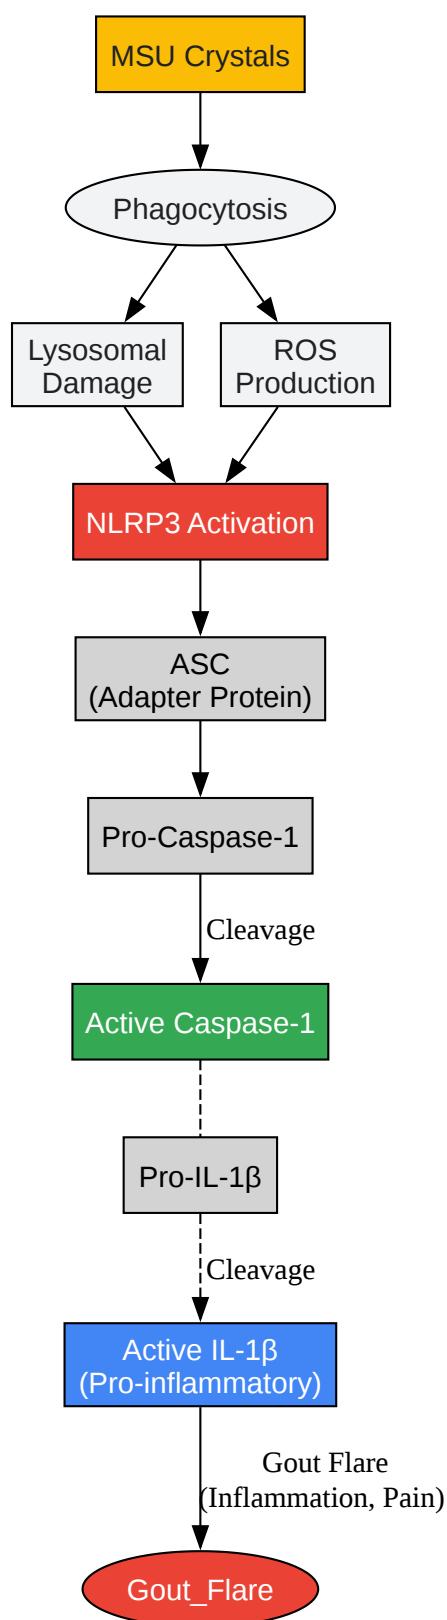 MSU Crystals
Phagocytosis
Lysosomal
Damage
ROS
Production
NLRP3 Activation
ASC
(Adapter Protein)
Pro-Caspase-1
Cleavage
Active Caspase-1
Pro-IL-1β
Cleavage
Active IL-1β
(Pro-inflammatory)
Gout Flare
(Inflammation, Pain)
Gout_Flare